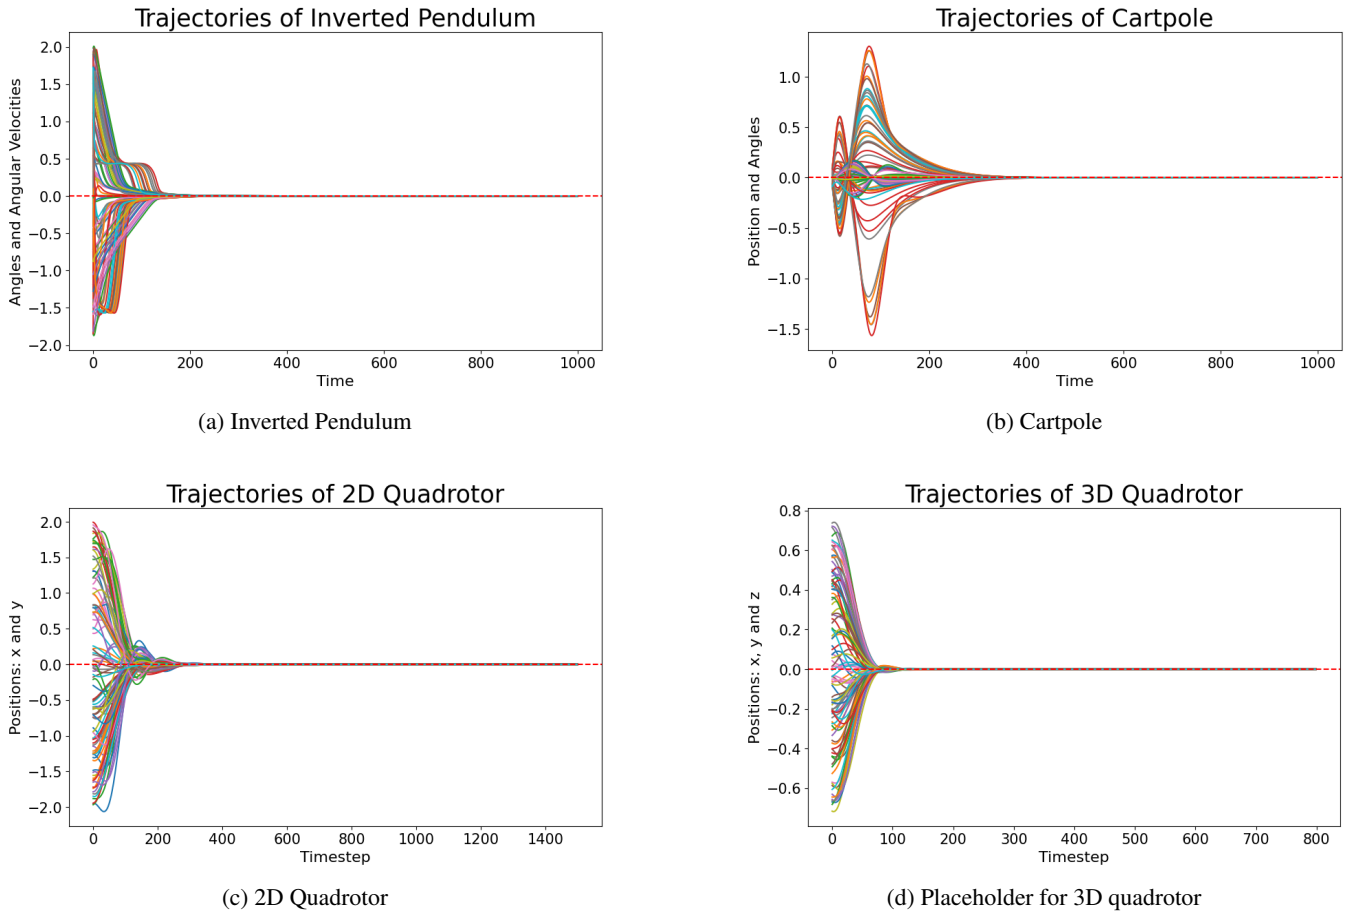 Trajectories of Inverted Pendulum
Angles and Angular Velocities
2.0
1.5
1.0
0.5
0.0
−0.5
−1.0
−1.5
−2.0
0 200 400 600 800 1000
Time
(a) Inverted Pendulum
Trajectories of Cartpole
Position and Angles
1.0
0.5
0.0
−0.5
−1.0
−1.5
0 200 400 600 800 1000
Time
(b) Cartpole
Trajectories of 2D Quadrotor
Positions: x and y
2.0
1.5
1.0
0.5
0.0
−0.5
−1.0
−1.5
−2.0
0 200 400 600 800 1000 1200 1400
Timestep
(c) 2D Quadrotor
Trajectories of 3D Quadrotor
Positions: x, y and z
0.8
0.6
0.4
0.2
0.0
−0.2
−0.4
−0.6
0 100 200 300 400 500 600 700 800
Timestep
(d) Placeholder for 3D quadrotor